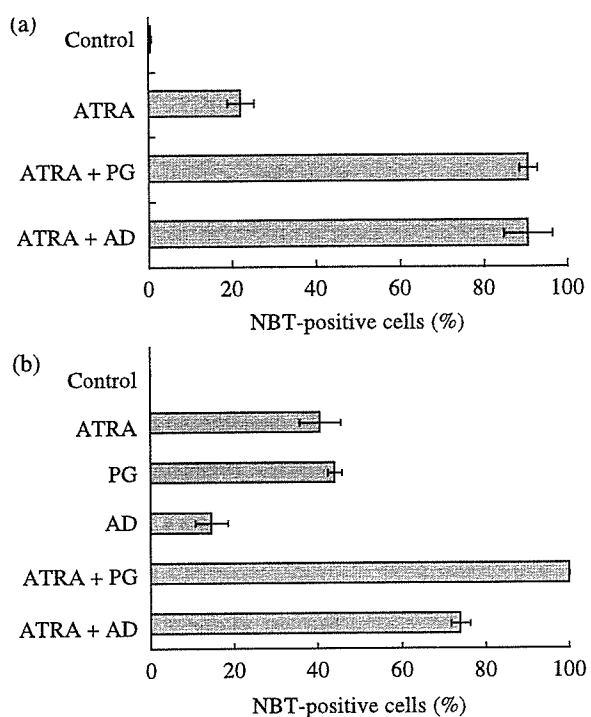 (a)
Control
ATRA
ATRA + PG
ATRA + AD
0 20 40 60 80 100
NBT-positive cells (%)
(b)
Control
ATRA
PG
AD
ATRA + PG
ATRA + AD
0 20 40 60 80 100
NBT-positive cells (%)